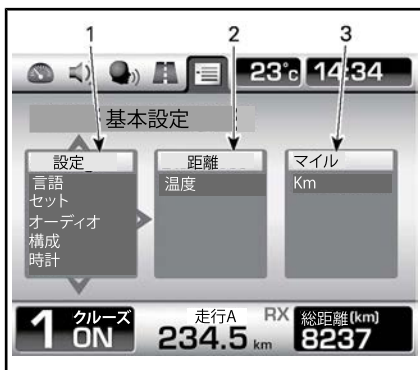 1 2 3
23°c 14:34
基本設定
設定 距離 マイル
言語 温度 Km
セット
オーディオ
構成
時計
1 クルーズ ON 走行A 234.5 km RX 総距離(km) 8237